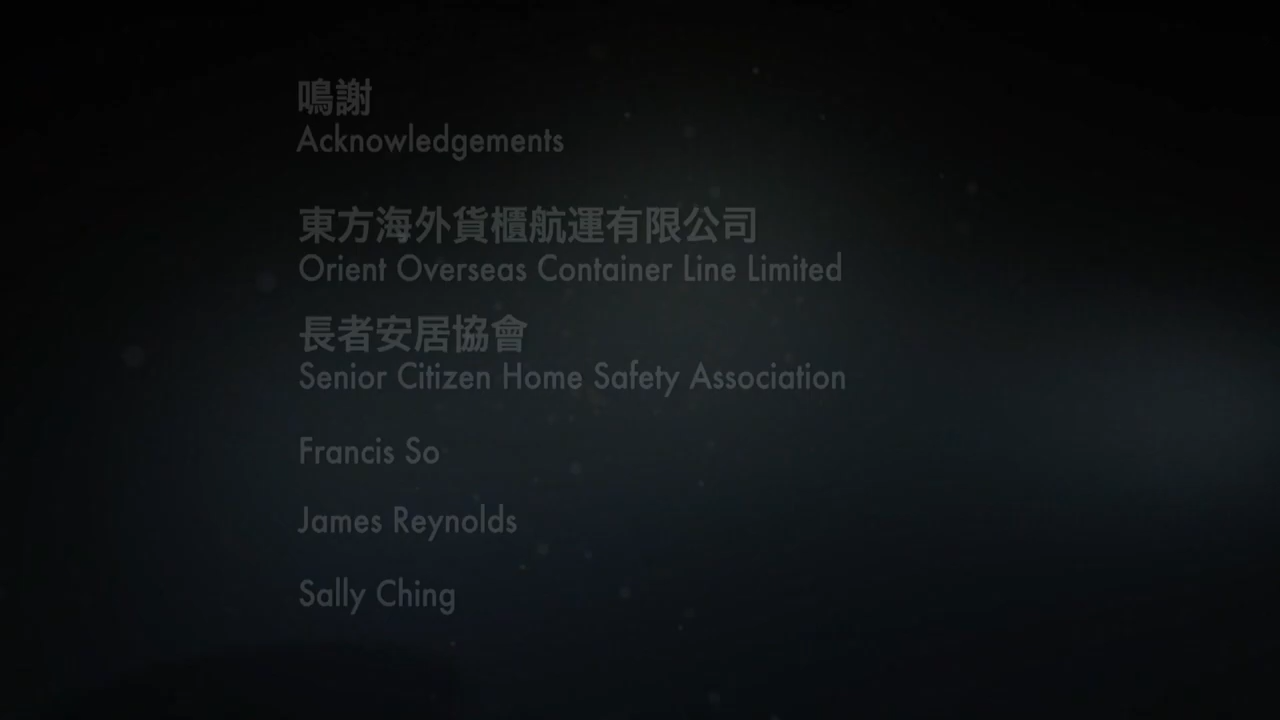 鳴謝
Acknowledgements
東方海外貨櫃航運有限公司
Orient Overseas Container Line Limited
長者安居協會
Senior Citizen Home Safety Association
Francis So
James Reynolds
Sally Ching